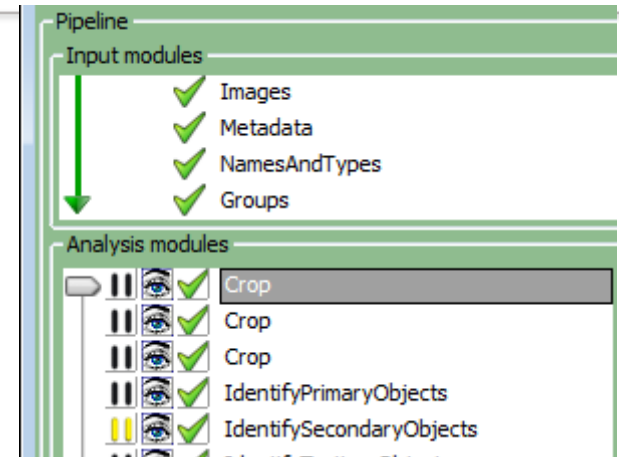 Pipeline
Input modules
Images
Metadata
NamesAndTypes
Groups
Analysis modules
Crop
Crop
Crop
IdentifyPrimaryObjects
IdentifySecondaryObjects